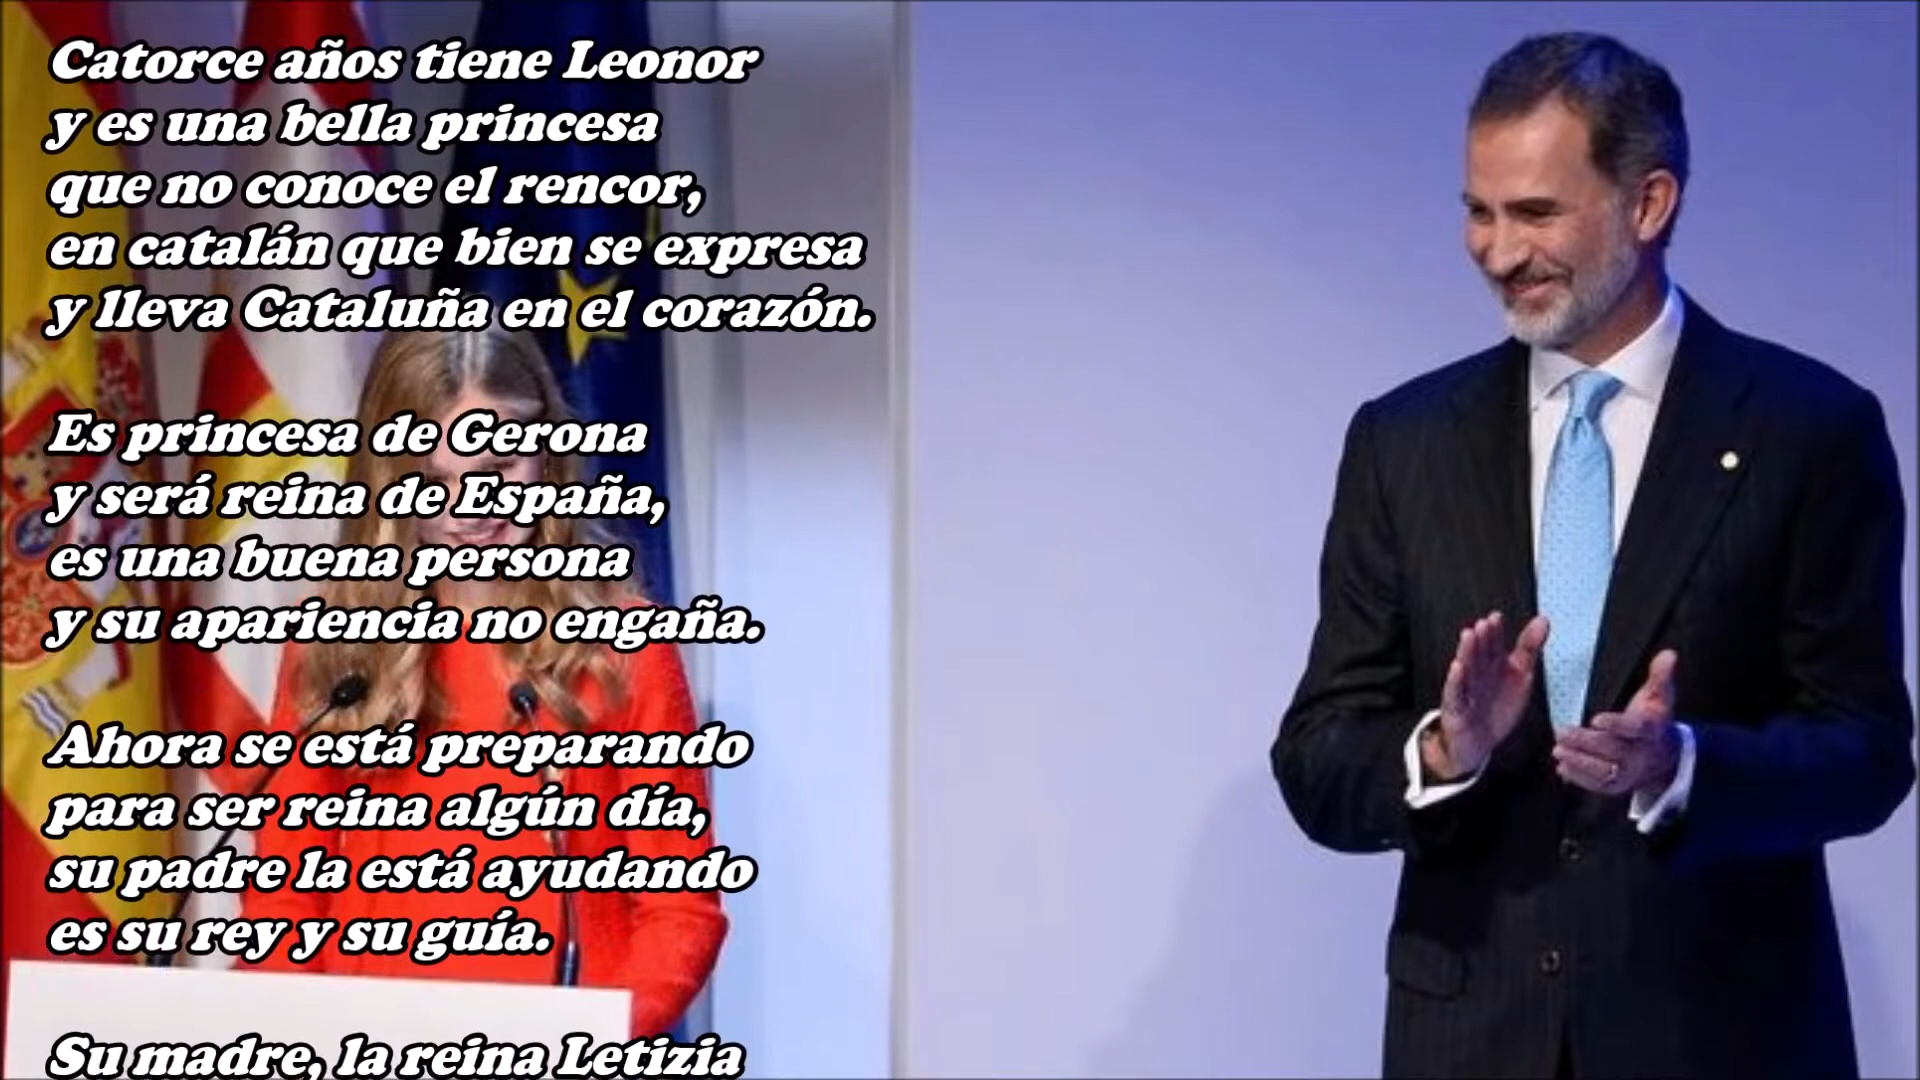 Catorce años tiene Leonor
y es una bella princesa
que no conoce el rencor,
en catalán que bien se expresa
y lleva Cataluña en el corazón.
Es princesa de Gerona
y será reina de España,
es una buena persona
y su apariencia no engaña.
Ahora se está preparando
para ser reina algún día,
su padre la está ayudando
es su rey y su guía.
Su madre, la reina Letizia